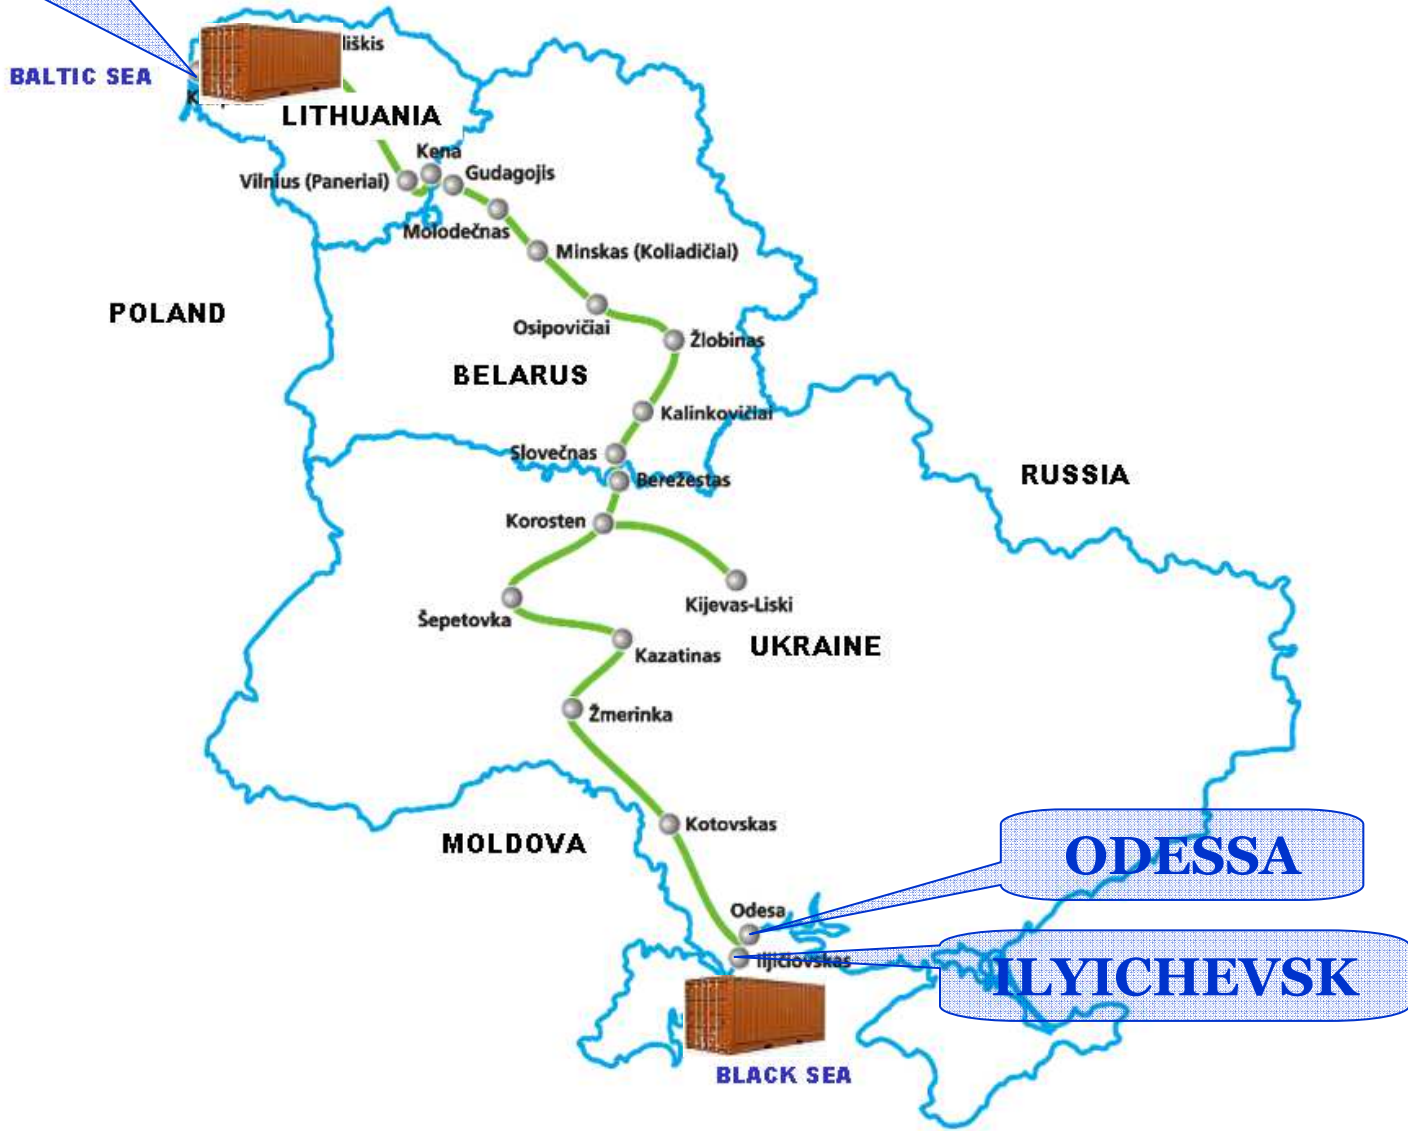 BALTIC SEA
LITHUANIA
Kena
Vilnius (Paneriai)
Gudagojis
Molodečnas
Minskas (Koliadičiai)
POLAND
Osipovičiai
Žlobinas
BELARUS
Kalinkovičiai
Slovečnas
Berežestas
RUSSIA
Korosten
Kijevas-Liski
Šepetovka
UKRAINE
Kazatinas
Žmerinka
Kotovskas
MOLDOVA
ODESSA
Odesa
Iljičiovskas
ILYICHEVSK
BLACK SEA